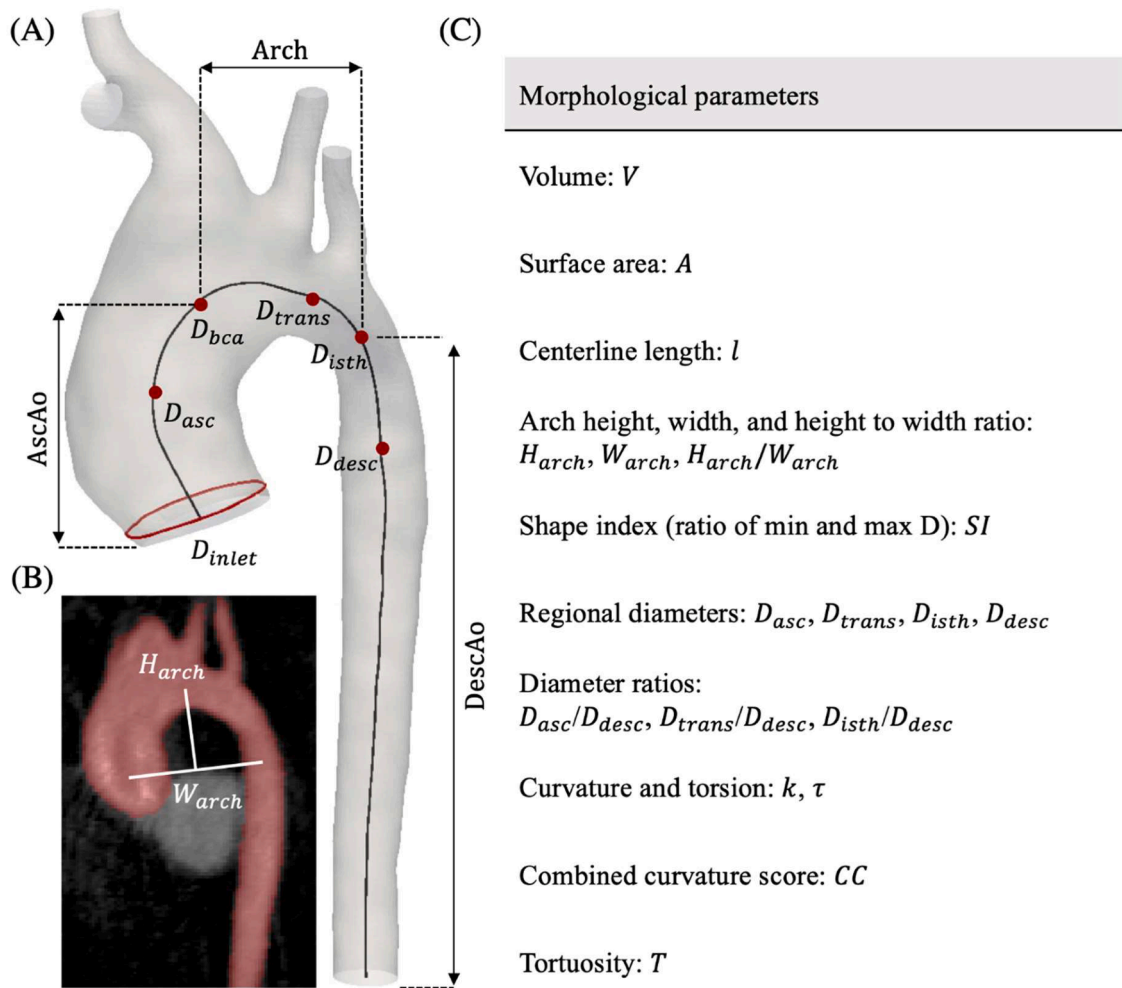 (A)
Arch
AscAo
D_bca
D_trans
D_isth
D_asc
D_desc
D_inlet
DescAo
(B)
H_arch
W_arch
(C)
Morphological parameters
Volume: V
Surface area: A
Centerline length: l
Arch height, width, and height to width ratio:
H_arch, W_arch, H_arch/W_arch
Shape index (ratio of min and max D): SI
Regional diameters: D_asc, D_trans, D_isth, D_desc
Diameter ratios:
D_asc/D_desc, D_trans/D_desc, D_isth/D_desc
Curvature and torsion: k, τ
Combined curvature score: CC
Tortuosity: T